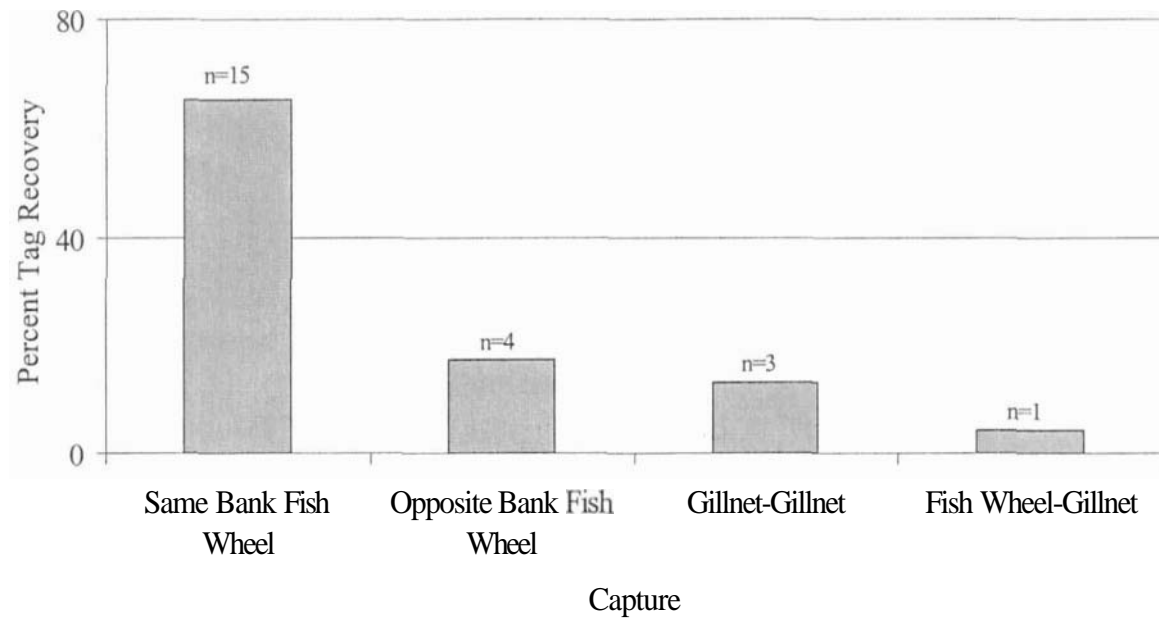 80
n=15
Percent Tag Recovery
40
n=4
n=3
n=1
0
Same Bank Fish
Wheel
Opposite Bank Fish
Wheel
Gillnet-Gillnet
Fish Wheel-Gillnet
Capture